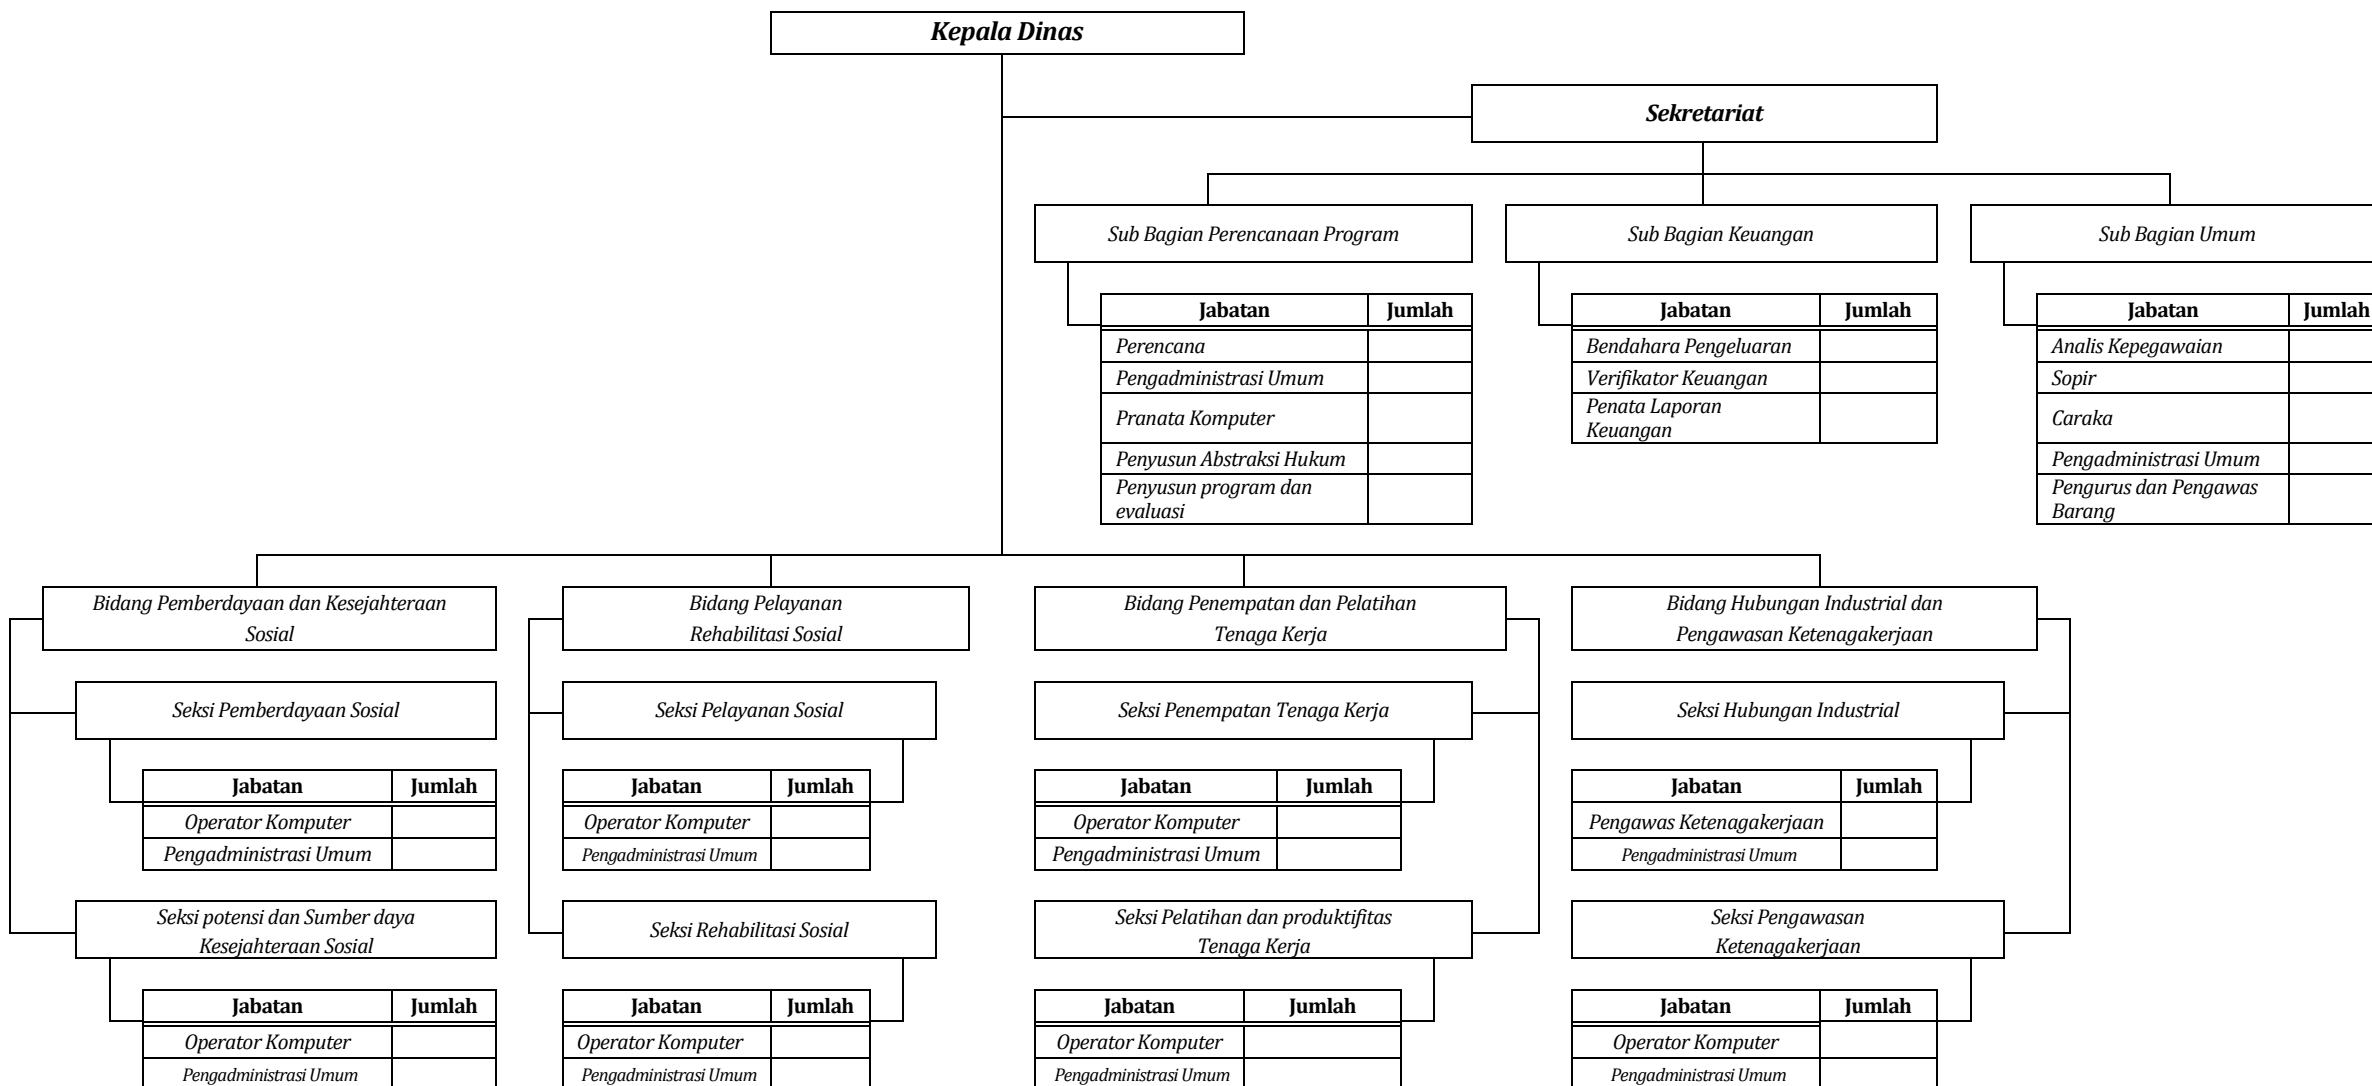 Kepala Dinas
Sekretariat
Sub Bagian Perencanaan Program
Sub Bagian Keuangan
Sub Bagian Umum
Jabatan Jumlah
Perencana
Pengadministrasi Umum
Pranata Komputer
Penyusun Abstraksi Hukum
Penyusun program dan
evaluasi
Jabatan Jumlah
Bendahara Pengeluaran
Verifikator Keuangan
Penata Laporan
Keuangan
Jabatan Jumlah
Analis Kepegawaian
Sopir
Caraka
Pengadministrasi Umum
Pengurus dan Pengawas
Barang
Bidang Pemberdayaan dan Kesejahteraan
Sosial
Seksi Pemberdayaan Sosial
Jabatan Jumlah
Operator Komputer
Pengadministrasi Umum
Seksi potensi dan Sumber daya
Kesejahteraan Sosial
Jabatan Jumlah
Operator Komputer
Pengadministrasi Umum
Bidang Pelayanan
Rehabilitasi Sosial
Seksi Pelayanan Sosial
Jabatan Jumlah
Operator Komputer
Pengadministrasi Umum
Seksi Rehabilitasi Sosial
Jabatan Jumlah
Operator Komputer
Pengadministrasi Umum
Bidang Penempatan dan Pelatihan
Tenaga Kerja
Seksi Penempatan Tenaga Kerja
Jabatan Jumlah
Operator Komputer
Pengadministrasi Umum
Seksi Pelatihan dan produktifitas
Tenaga Kerja
Jabatan Jumlah
Operator Komputer
Pengadministrasi Umum
Bidang Hubungan Industrial dan
Pengawasan Ketenagakerjaan
Seksi Hubungan Industrial
Jabatan Jumlah
Pengawas Ketenagakerjaan
Pengadministrasi Umum
Seksi Pengawasan
Ketenagakerjaan
Jabatan Jumlah
Operator Komputer
Pengadministrasi Umum